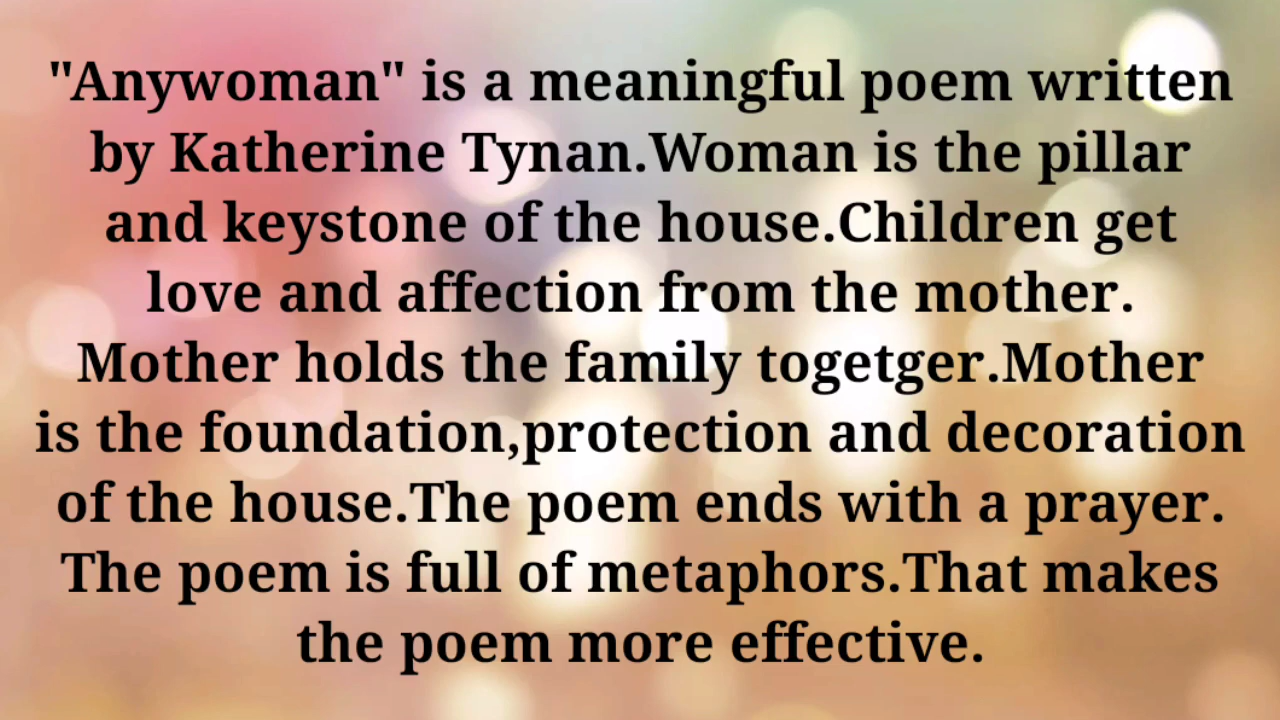 "Anywoman" is a meaningful poem written
by Katherine Tynan.Woman is the pillar
and keystone of the house.Children get
love and affection from the mother.
Mother holds the family togetger.Mother
is the foundation,protection and decoration
of the house.The poem ends with a prayer.
The poem is full of metaphors.That makes
the poem more effective.